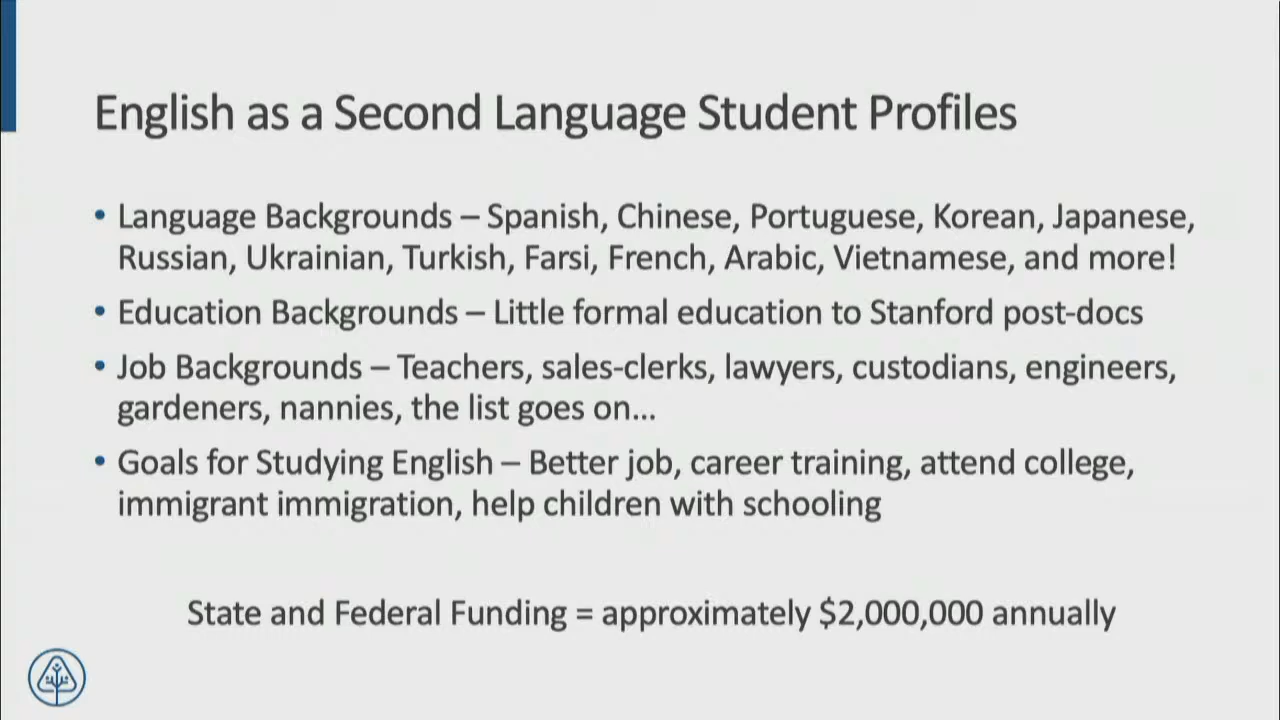 English as a Second Language Student Profiles
• Language Backgrounds – Spanish, Chinese, Portuguese, Korean, Japanese,
Russian, Ukrainian, Turkish, Farsi, French, Arabic, Vietnamese, and more!
• Education Backgrounds – Little formal education to Stanford post-docs
• Job Backgrounds – Teachers, sales-clerks, lawyers, custodians, engineers,
gardeners, nannies, the list goes on…
• Goals for Studying English – Better job, career training, attend college,
immigrant immigration, help children with schooling
State and Federal Funding = approximately $2,000,000 annually